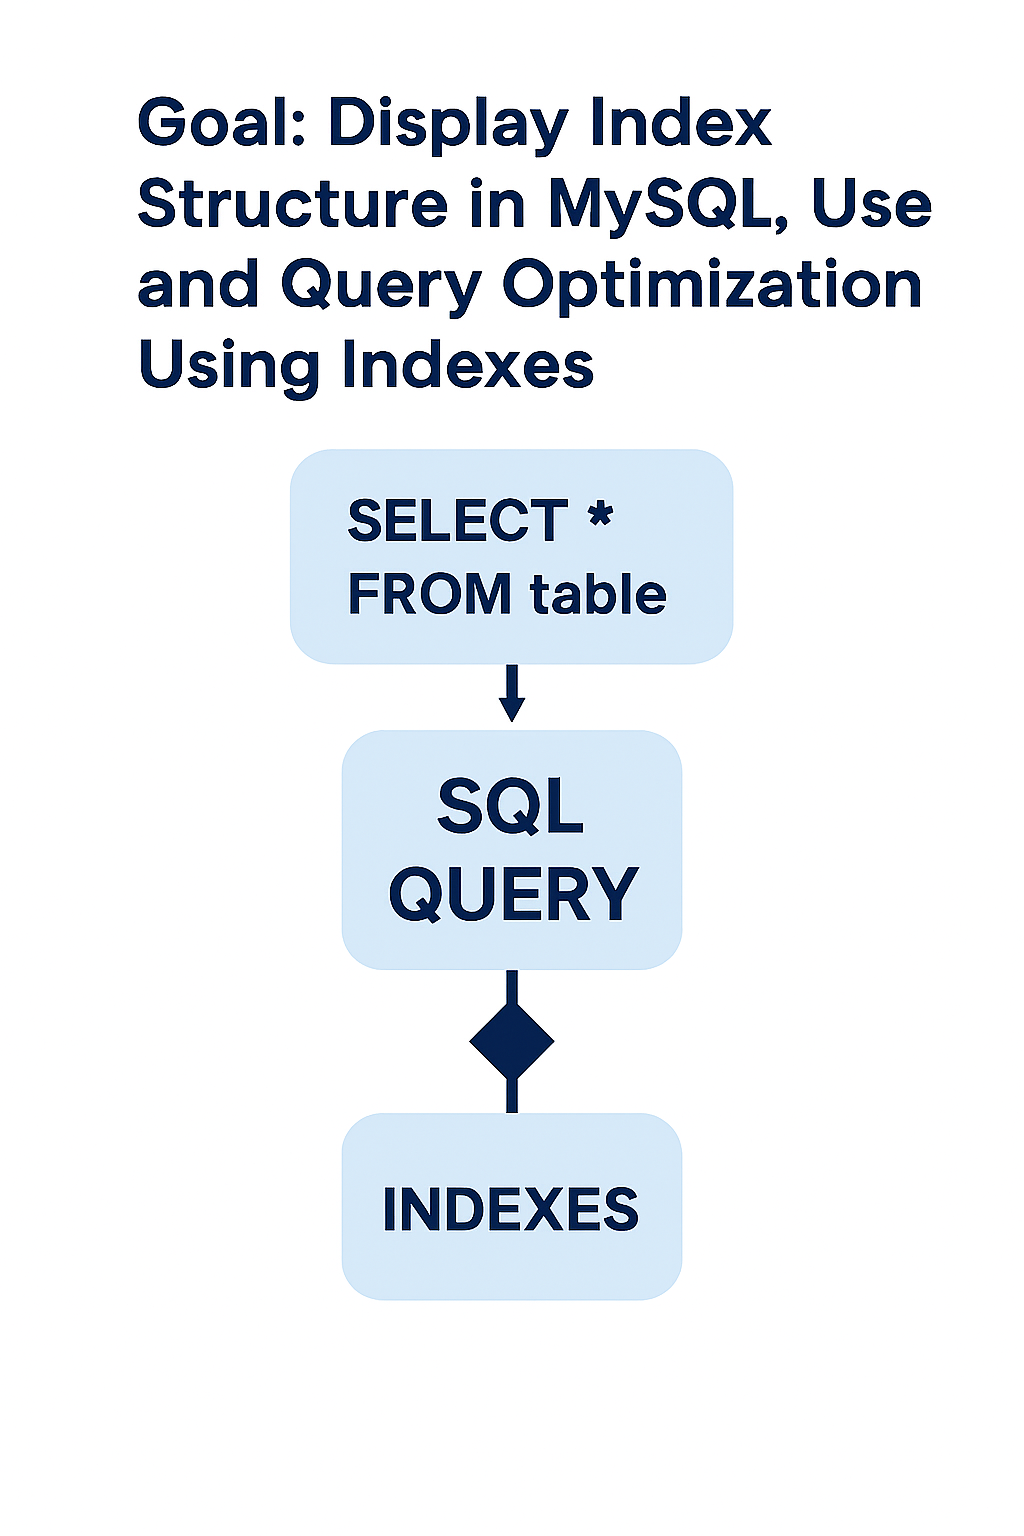 Goal: Display Index
Structure in MySQL, Use
and Query Optimization
Using Indexes
SELECT *
FROM table
SQL
QUERY
INDEXES